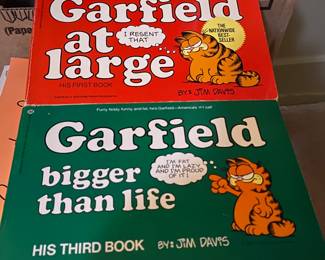 (Pape
Garfield
at
large
I RESENT
THAT
THE
NATIONWIDE
BEST-
SELLER
HIS FIRST BOOK
BY: JIM DAVIS
Garfield
bigger
than life
I'M FAT
AND I'M LAZY
AND I'M PROUD
OF IT!
HIS THIRD BOOK
BY: JIM DAVIS